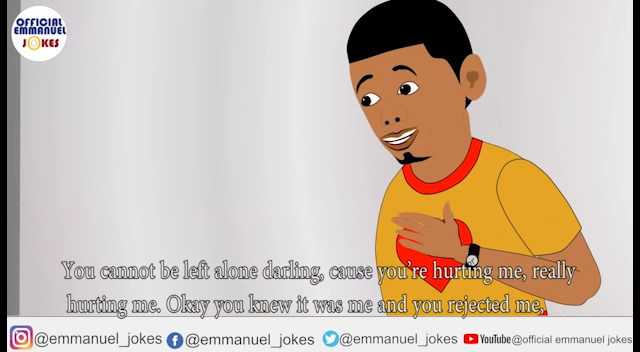 OFFICIAL
EMMANUEL
JOKES
You cannot be left alone darling, cause you're hurting me, really
hurting me. Okay you knew it was me and you rejected me,
@emmanuel_jokes @emmanuel_jokes @emmanuel_jokes YouTube @official emmanuel jokes